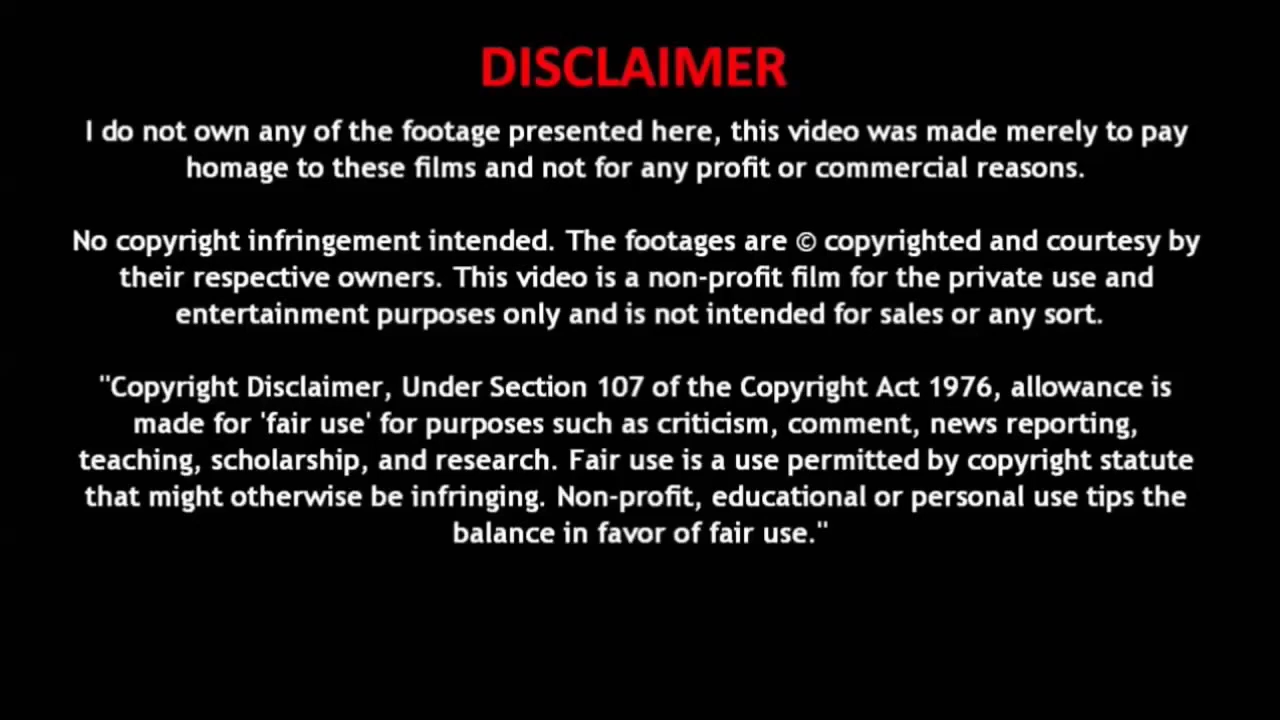 DISCLAIMER
I do not own any of the footage presented here, this video was made merely to pay
homage to these films and not for any profit or commercial reasons.
No copyright infringement intended. The footages are © copyrighted and courtesy by
their respective owners. This video is a non-profit film for the private use and
entertainment purposes only and is not intended for sales or any sort.
"Copyright Disclaimer, Under Section 107 of the Copyright Act 1976, allowance is
made for 'fair use' for purposes such as criticism, comment, news reporting,
teaching, scholarship, and research. Fair use is a use permitted by copyright statute
that might otherwise be infringing. Non-profit, educational or personal use tips the
balance in favor of fair use."